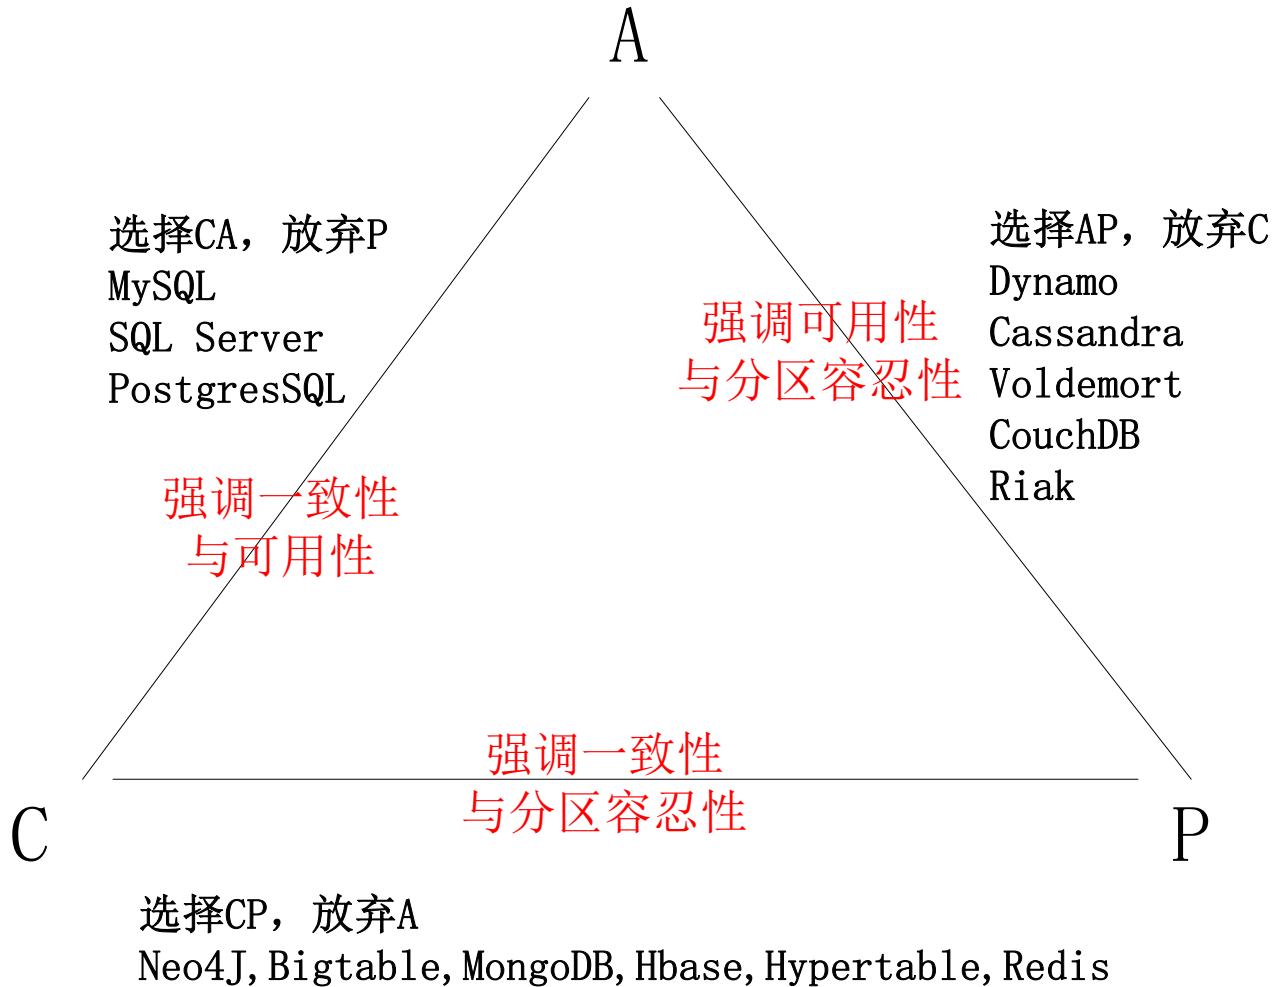 A
选择CA，放弃P
MySQL
SQL Server
PostgresSQL
强调一致性
与可用性
选择AP，放弃C
Dynamo
Cassandra
Voldemort
CouchDB
Riak
强调可用性
与分区容忍性
强调一致性
与分区容忍性
C
P
选择CP，放弃A
Neo4J,Bigtable,MongoDB,Hbase,Hypertable,Redis